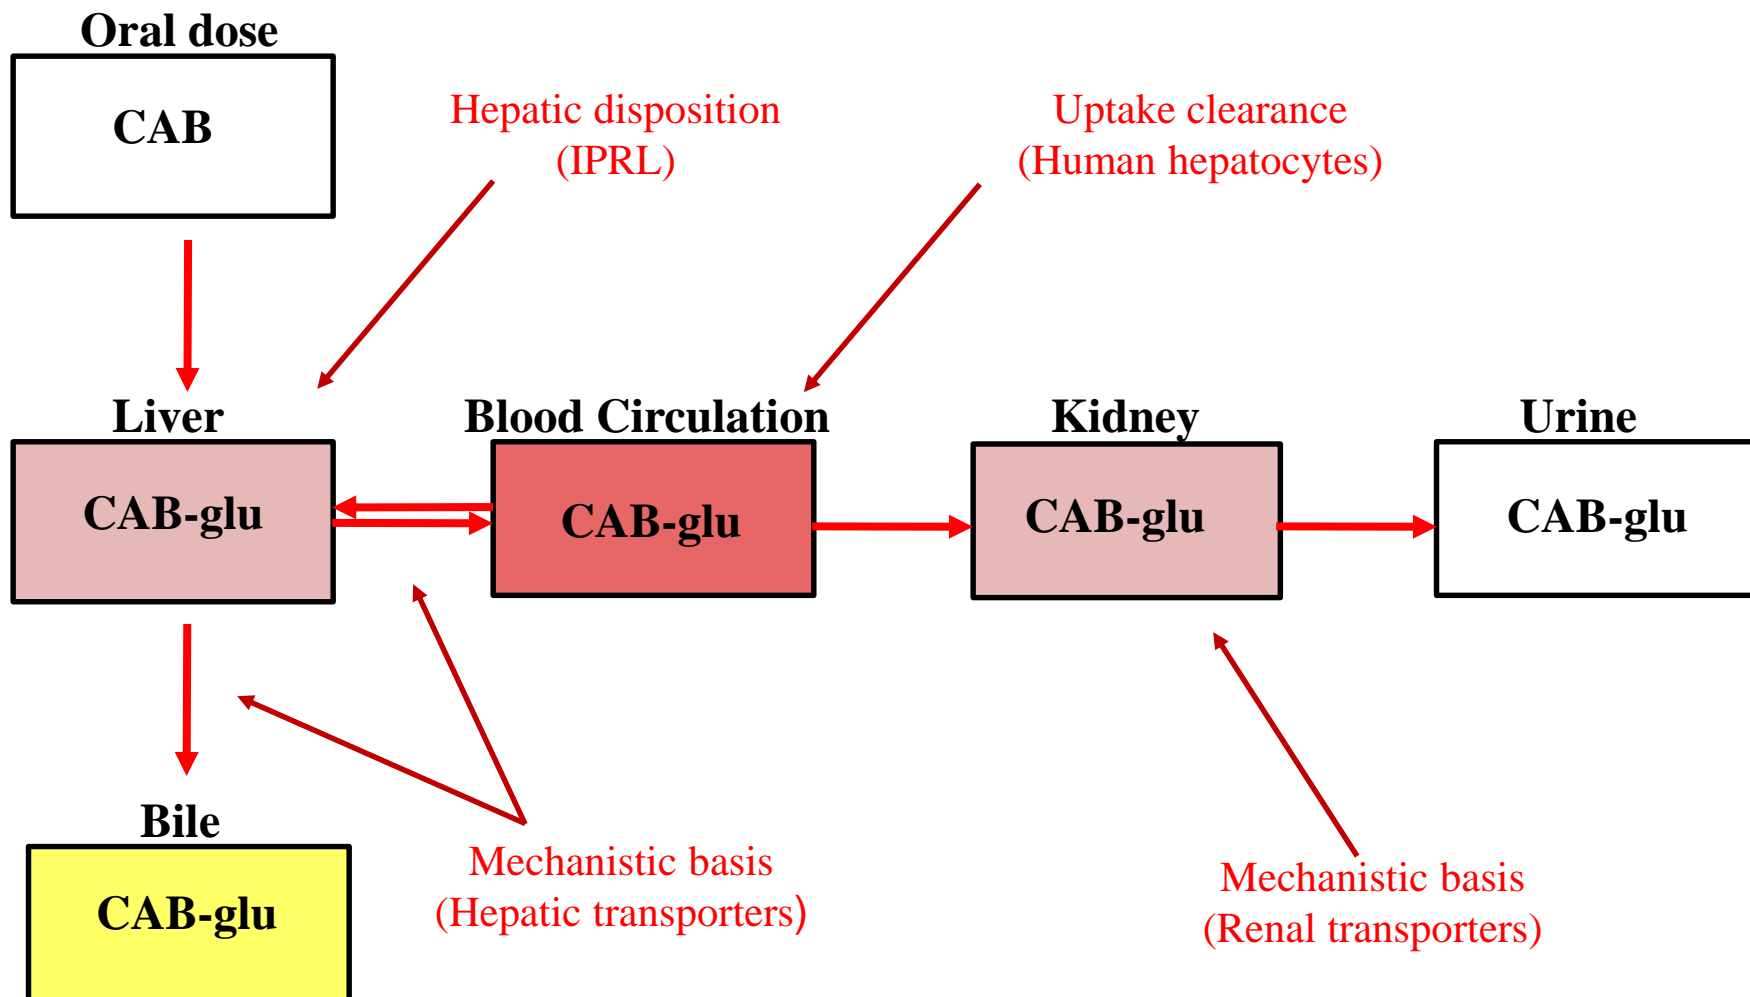 Oral dose
CAB
Hepatic disposition
(IPRL)
Uptake clearance
(Human hepatocytes)
Liver
CAB-glu
Blood Circulation
CAB-glu
Kidney
CAB-glu
Urine
CAB-glu
Bile
CAB-glu
Mechanistic basis
(Hepatic transporters)
Mechanistic basis
(Renal transporters)